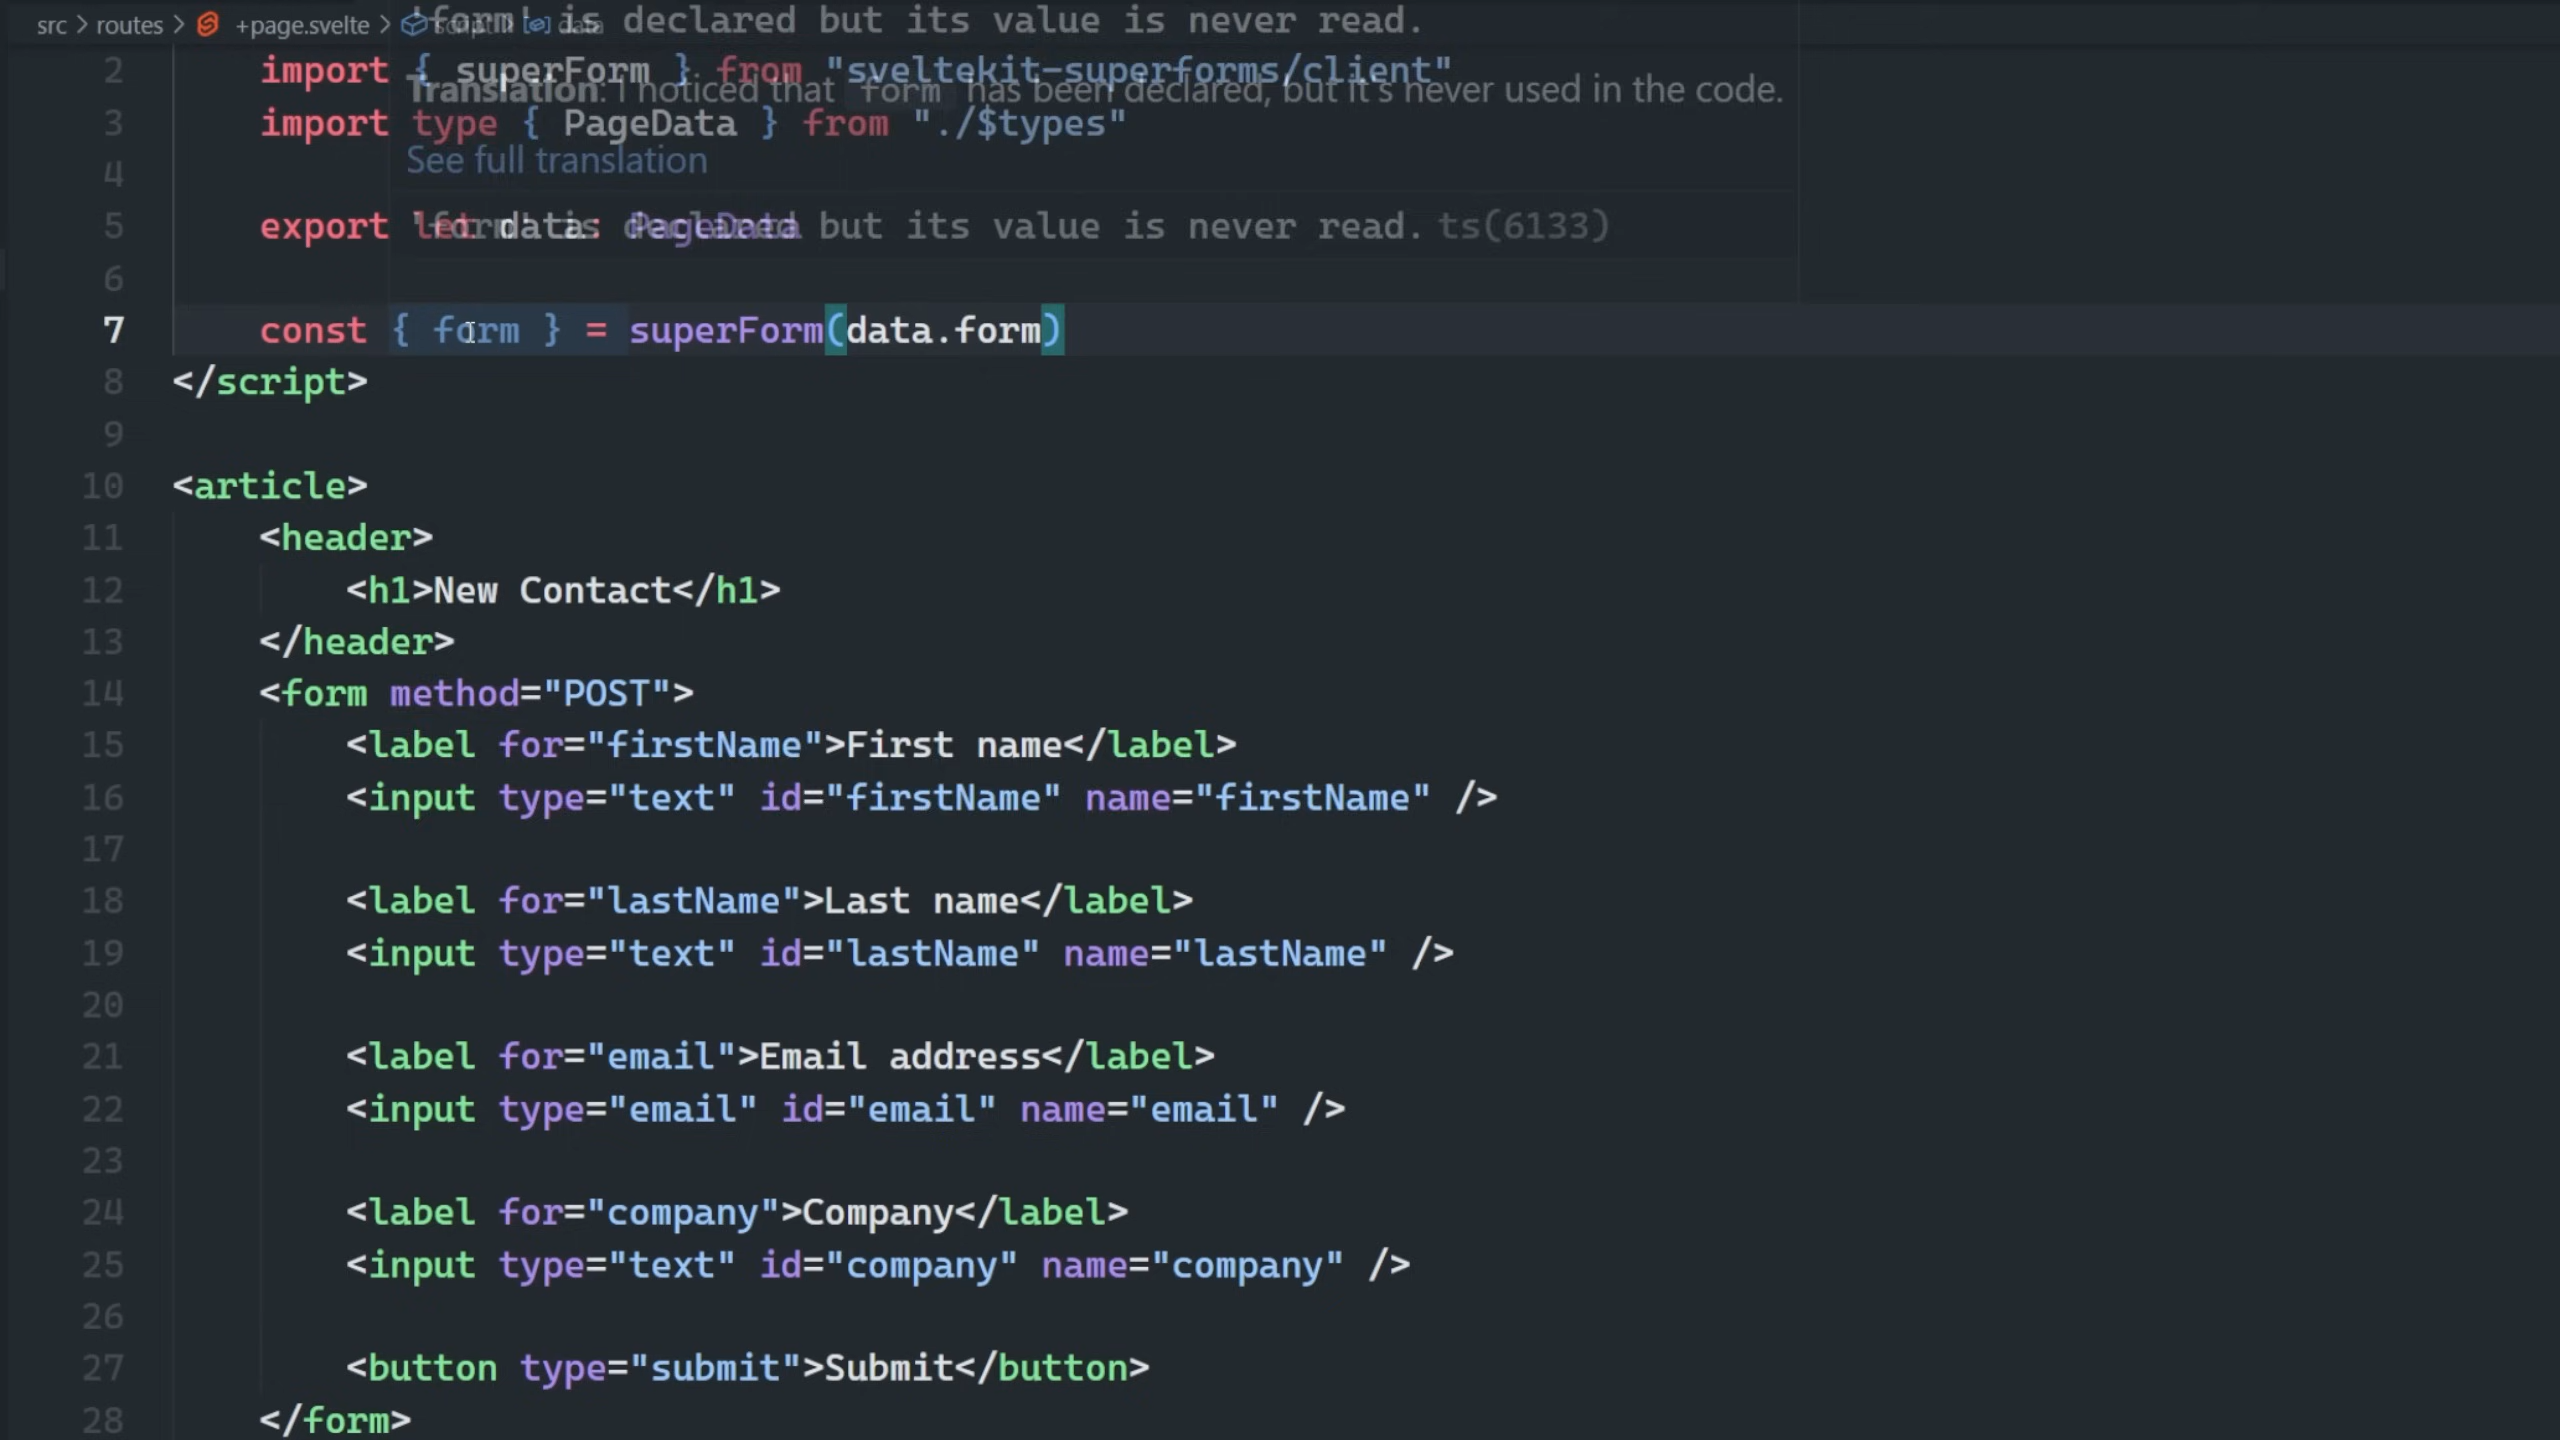 src > routes > +page.svelte > script > data
'form' is declared but its value is never read.
2 import { superForm } from "sveltekit-superforms/client"
Translation: I noticed that form has been declared, but it's never used in the code.
3 import type { PageData } from "./$types"
See full translation
4
5 export let data: PageData
'form' is declared but its value is never read. ts(6133)
6
7 const { form } = superForm(data.form)
8 </script>
9
10 <article>
11 <header>
12 <h1>New Contact</h1>
13 </header>
14 <form method="POST">
15 <label for="firstName">First name</label>
16 <input type="text" id="firstName" name="firstName" />
17
18 <label for="lastName">Last name</label>
19 <input type="text" id="lastName" name="lastName" />
20
21 <label for="email">Email address</label>
22 <input type="email" id="email" name="email" />
23
24 <label for="company">Company</label>
25 <input type="text" id="company" name="company" />
26
27 <button type="submit">Submit</button>
28 </form>